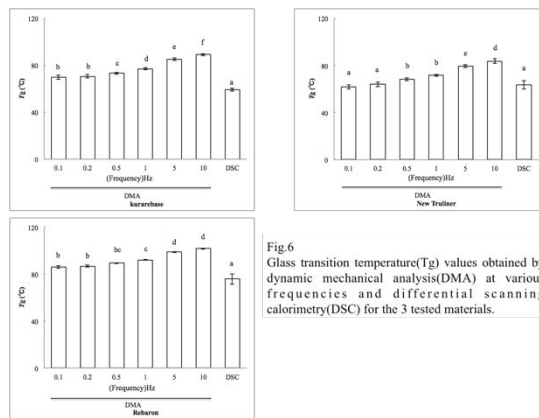 120
80
40
0
Tg (℃)
b b c d e f a
0.1 0.2 0.5 1 5 10 DSC
(Frequency)Hz
DMA
kurarebase
120
80
40
0
Tg (℃)
a a b b c d a
0.1 0.2 0.5 1 5 10 DSC
(Frequency)Hz
DMA
New Truliner
120
80
40
0
Tg (℃)
b b bc c d d a
0.1 0.2 0.5 1 5 10 DSC
(Frequency)Hz
DMA
Rebaron
Fig.6
Glass transition temperature(Tg) values obtained by
dynamic mechanical analysis(DMA) at variou
frequencies and differential scanning
calorimetry(DSC) for the 3 tested materials.